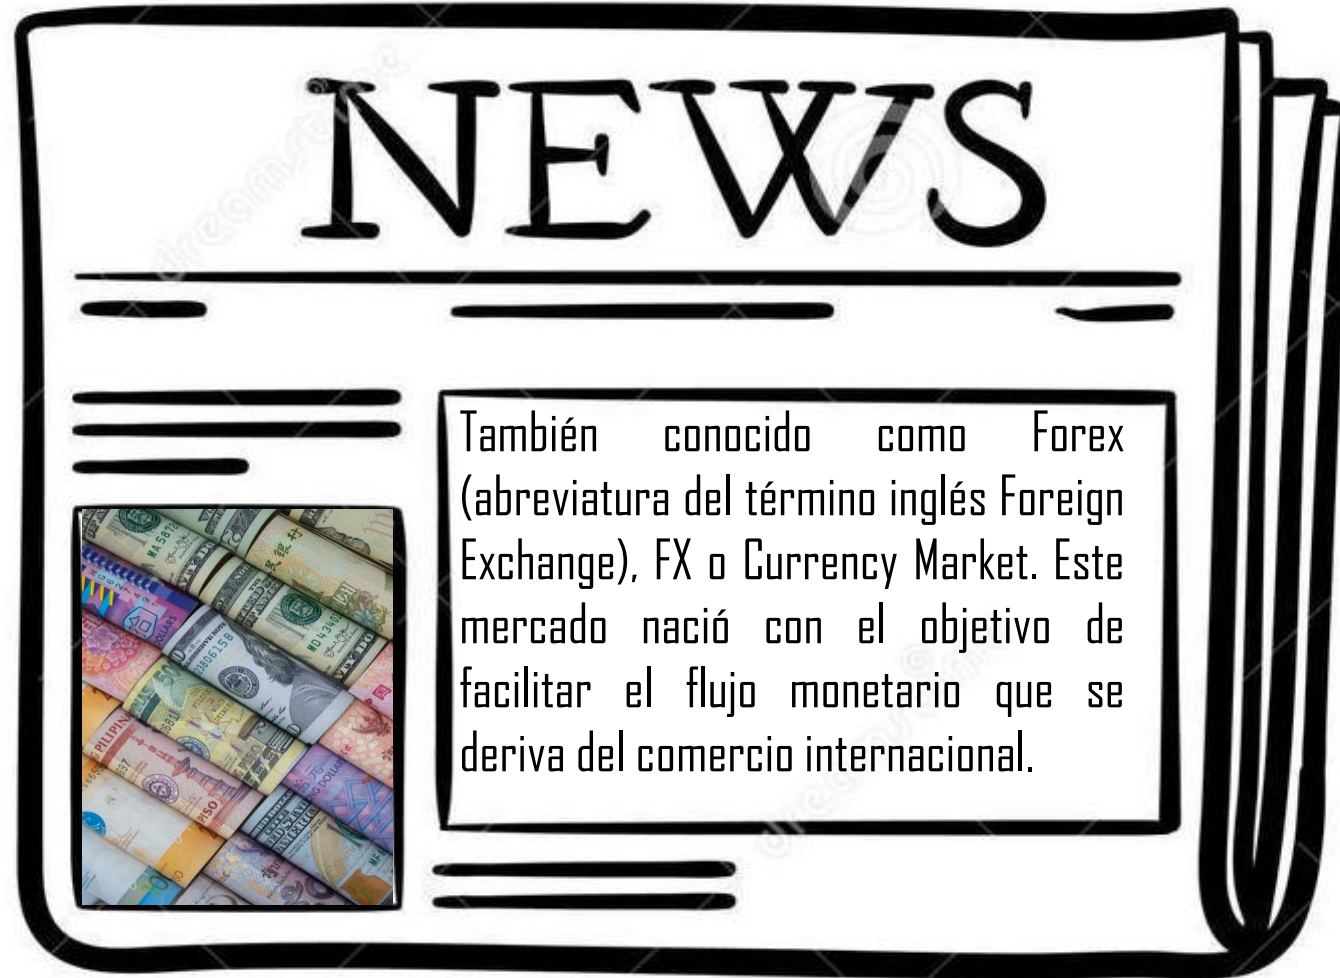 NEWS
También conocido como Forex
(abreviatura del término inglés Foreign
Exchange), FX o Currency Market. Este
mercado nació con el objetivo de
facilitar el flujo monetario que se
deriva del comercio internacional.